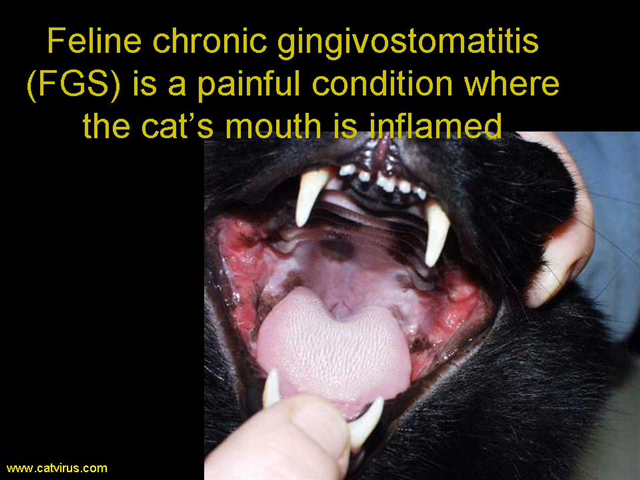 Feline chronic gingivostomatitis
(FGS) is a painful condition where
the cat's mouth is inflamed
www.catvirus.com